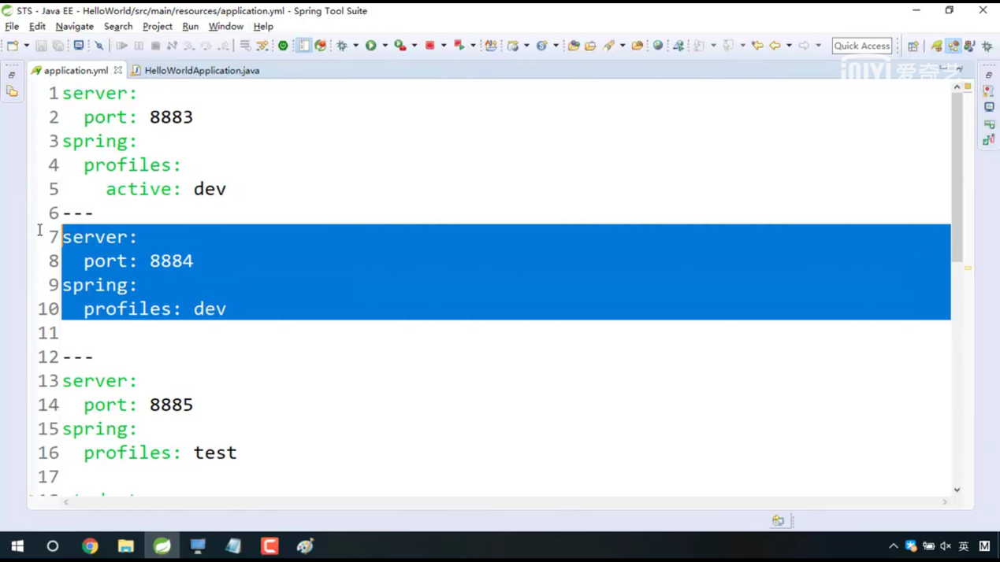 STS - Java EE - HelloWorld/src/main/resources/application.yml - Spring Tool Suite
File Edit Navigate Search Project Run Window Help
Quick Access
application.yml HelloWorldApplication.java
iQIYI 爱奇艺
1 server:
2   port: 8883
3 spring:
4   profiles:
5     active: dev
6 ---
7 server:
8   port: 8884
9 spring:
10   profiles: dev
11
12 ---
13 server:
14   port: 8885
15 spring:
16   profiles: test
17
英 M